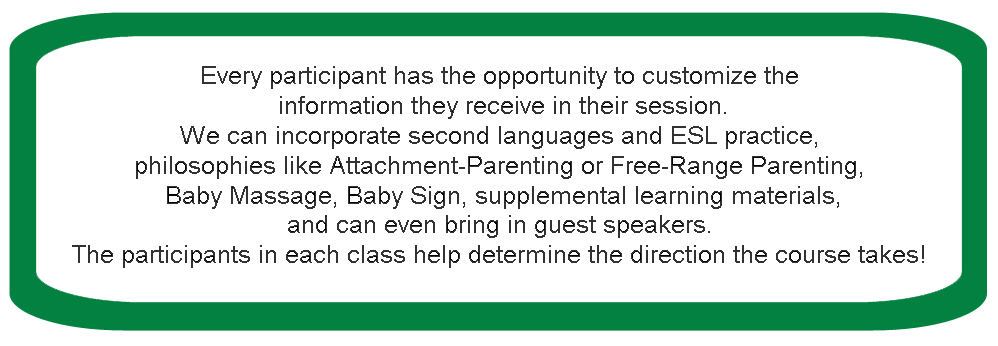 Every participant has the opportunity to customize the
information they receive in their session.
We can incorporate second languages and ESL practice,
philosophies like Attachment-Parenting or Free-Range Parenting,
Baby Massage, Baby Sign, supplemental learning materials,
and can even bring in guest speakers.
The participants in each class help determine the direction the course takes!